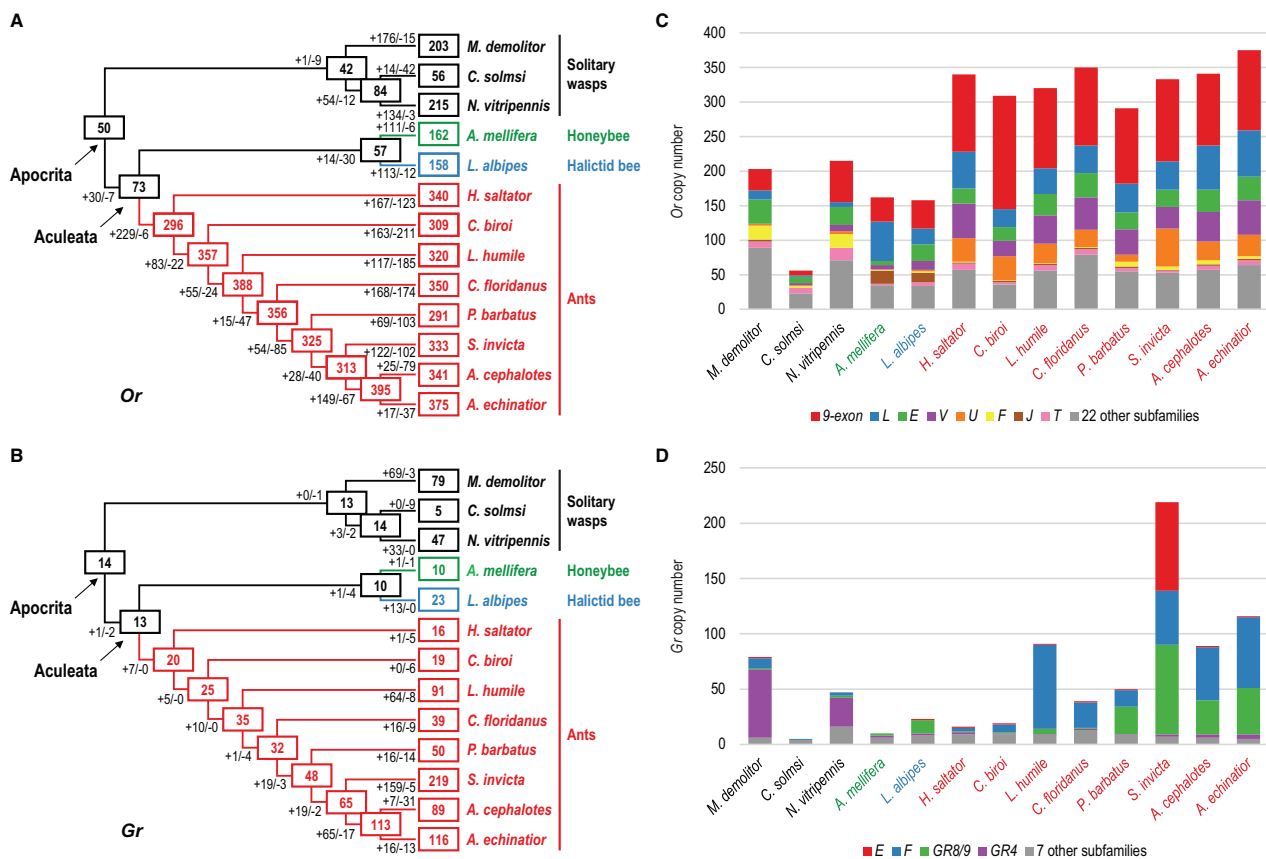 A
+176/-15
203
M. demolitor
+1/-9
42
+14/-42
56
C. solmsi
Solitary
wasps
+54/-12
84
215
N. vitripennis
+134/-3
50
+111/-6
162
A. mellifera
Honeybee
57
Apocrita
+14/-30
158
L. albipes
Halictid bee
+113/-12
73
+30/-7
340
H. saltator
Aculeata
296
+167/-123
+229/-6
309
C. biroi
357
+163/-211
+83/-22
320
L. humile
388
+117/-185
+55/-24
350
C. floridanus
Ants
356
+168/-174
+15/-47
291
P. barbatus
325
+69/-103
+54/-85
333
S. invicta
313
+122/-102
+28/-40
+25/-79
341
A. cephalotes
395
+149/-67
375
A. echinatior
+17/-37
Or
B
+69/-3
79
M. demolitor
+0/-1
13
+0/-9
5
C. solmsi
Solitary
wasps
+3/-2
14
47
N. vitripennis
+33/-0
14
+1/-1
10
A. mellifera
Honeybee
10
Apocrita
+1/-4
23
L. albipes
Halictid bee
+13/-0
13
+1/-2
16
H. saltator
Aculeata
20
+1/-5
+7/-0
19
C. biroi
25
+0/-6
+5/-0
91
L. humile
35
+64/-8
+10/-0
39
C. floridanus
Ants
32
+16/-9
+1/-4
50
P. barbatus
48
+16/-14
+19/-3
219
S. invicta
65
+159/-5
+19/-2
+7/-31
89
A. cephalotes
113
+65/-17
116
A. echinatior
+16/-13
Gr
C
Or copy number
400
350
300
250
200
150
100
50
0
M. demolitor
C. solmsi
N. vitripennis
A. mellifera
L. albipes
H. saltator
C. biroi
L. humile
C. floridanus
P. barbatus
S. invicta
A. cephalotes
A. echinatior
9-exon L E V U F J T 22 other subfamilies
D
Gr copy number
250
200
150
100
50
0
M. demolitor
C. solmsi
N. vitripennis
A. mellifera
L. albipes
H. saltator
C. biroi
L. humile
C. floridanus
P. barbatus
S. invicta
A. cephalotes
A. echinatior
E F GR8/9 GR4 7 other subfamilies